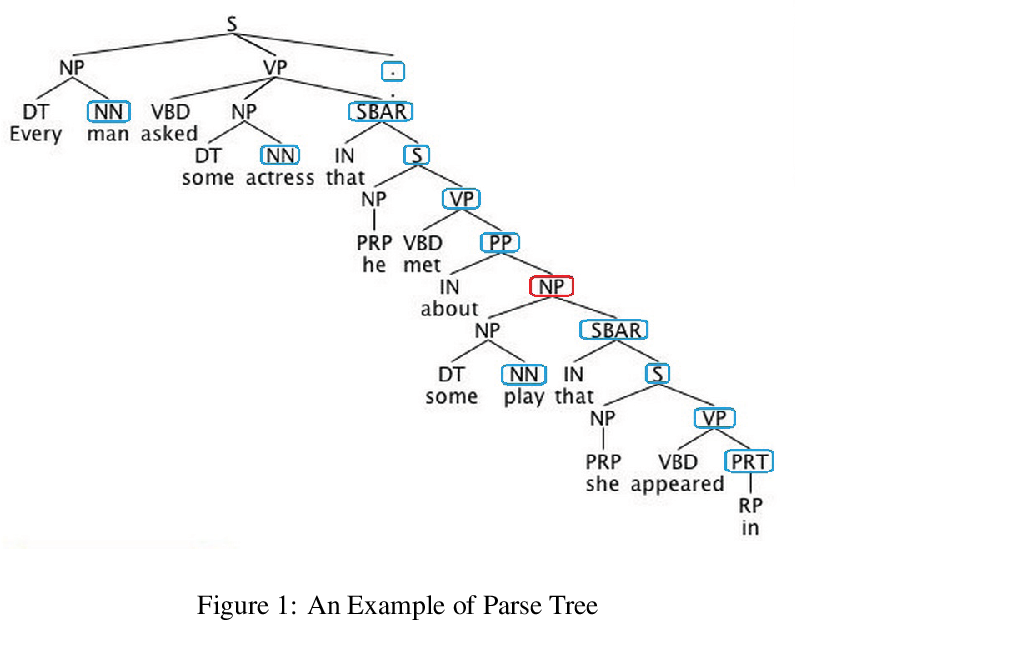 S
NP VP .
DT NN VBD NP SBAR
Every man asked
DT NN IN S
some actress that
NP VP
PRP VBD PP
he met
IN NP
about
NP SBAR
DT NN IN S
some play that
NP VP
PRP VBD PRT
she appeared
RP
in
Figure 1: An Example of Parse Tree